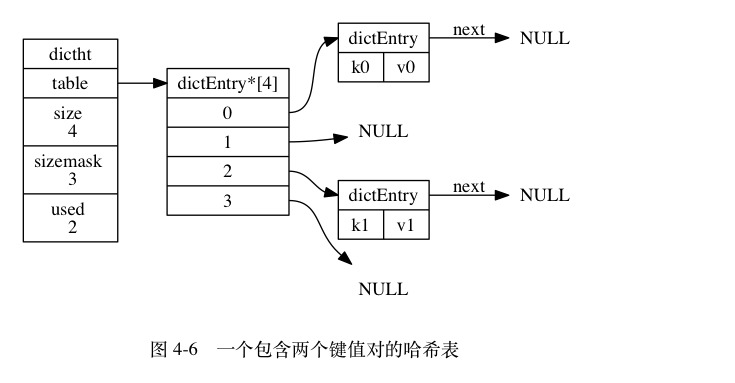 dictht
table
size
4
sizemask
3
used
2
dictEntry*[4]
0
1
2
3
dictEntry
k0 v0
next
NULL
NULL
dictEntry
k1 v1
next
NULL
NULL
图 4-6 一个包含两个键值对的哈希表